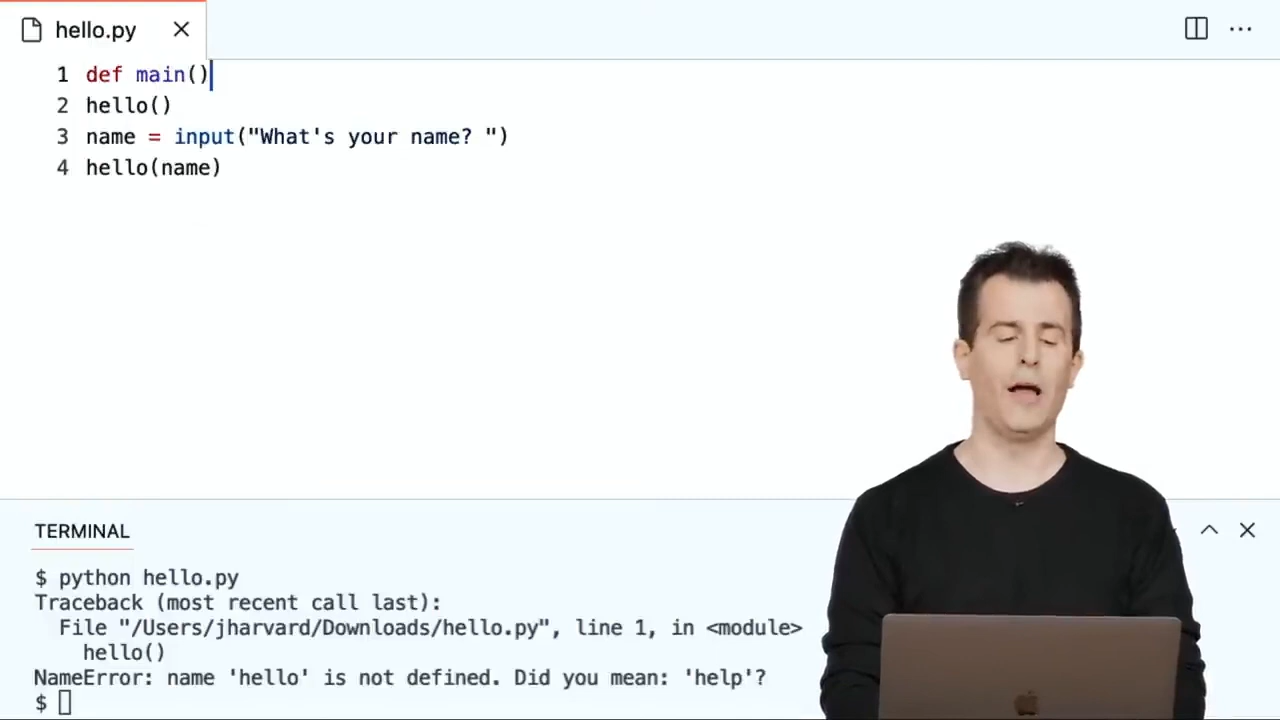 hello.py
1 def main()
2 hello()
3 name = input("What's your name? ")
4 hello(name)
TERMINAL
$ python hello.py
Traceback (most recent call last):
File "/Users/jharvard/Downloads/hello.py", line 1, in <module>
hello()
NameError: name 'hello' is not defined. Did you mean: 'help'?
$